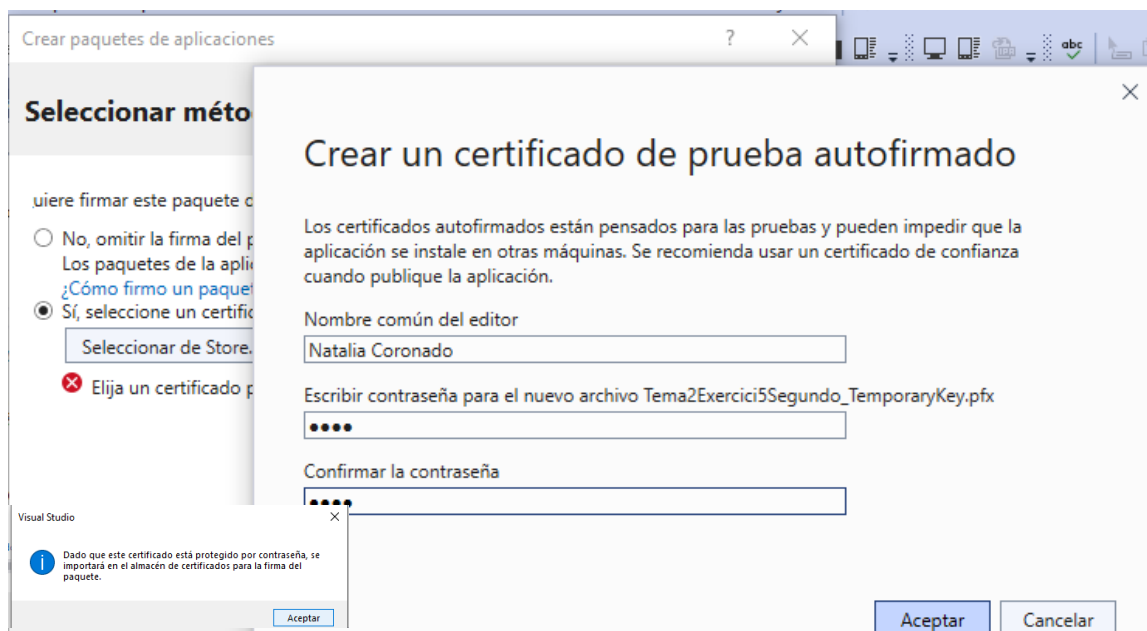 Crear paquetes de aplicaciones
?
abc
Seleccionar méto
uiere firmar este paquete d
No, omitir la firma del p
Los paquetes de la apli
¿Cómo firmo un paquet
Sí, seleccione un certific
Seleccionar de Store.
Elija un certificado p
Crear un certificado de prueba autofirmado
Los certificados autofirmados están pensados para las pruebas y pueden impedir que la
aplicación se instale en otras máquinas. Se recomienda usar un certificado de confianza
cuando publique la aplicación.
Nombre común del editor
Natalia Coronado
Escribir contraseña para el nuevo archivo Tema2Exercici5Segundo_TemporaryKey.pfx
••••
Confirmar la contraseña
••••
Aceptar
Cancelar
Visual Studio
Dado que este certificado está protegido por contraseña, se
importará en el almacén de certificados para la firma del
paquete.
Aceptar